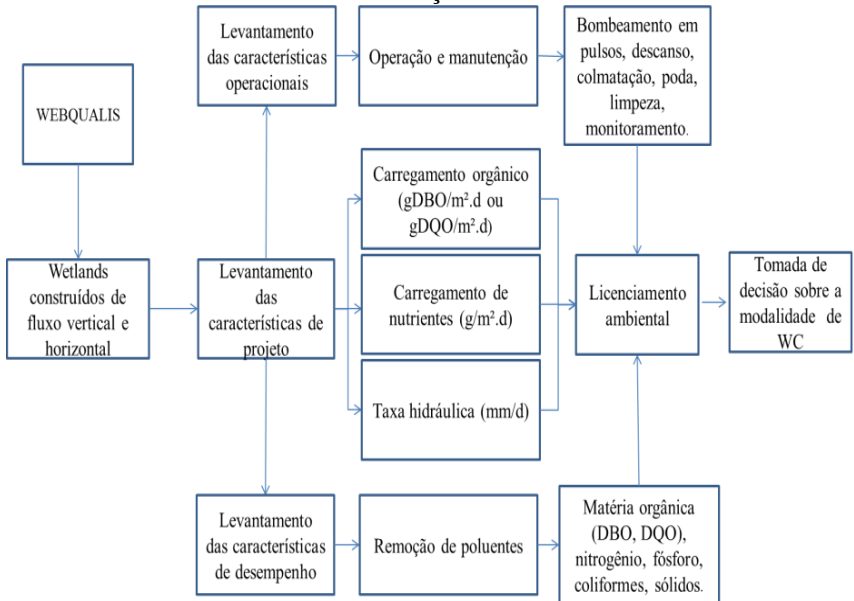 Levantamento
das características
operacionais
Operação e manutenção
Bombeamento em
pulsos, descanso,
colmatação, poda,
limpeza,
monitoramento.
WEBQUALIS
Carregamento orgânico
(gDBO/m².d ou
gDQO/m².d)
Wetlands
construídos de
fluxo vertical e
horizontal
Levantamento
das
características de
projeto
Carregamento de
nutrientes (g/m².d)
Licenciamento
ambiental
Tomada de
decisão sobre a
modalidade de
WC
Taxa hidráulica (mm/d)
Levantamento
das características
de desempenho
Remoção de poluentes
Matéria orgânica
(DBO, DQO),
nitrogênio, fósforo,
coliformes, sólidos.